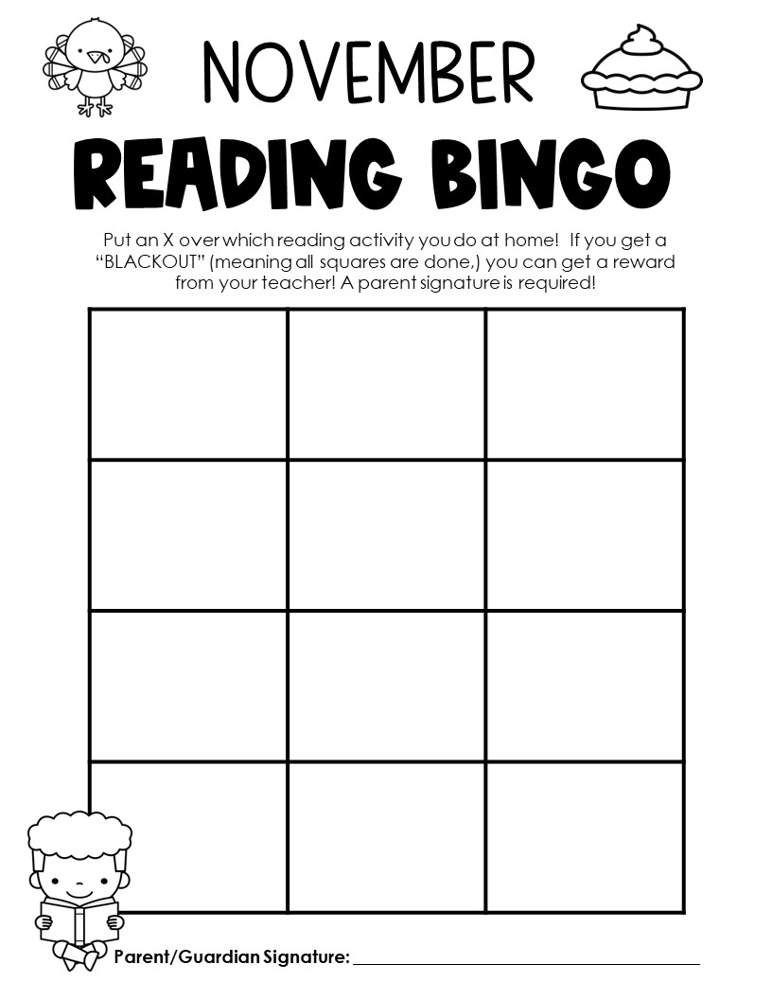 NOVEMBER
READING BINGO
Put an X over which reading activity you do at home! If you get a
“BLACKOUT” (meaning all squares are done,) you can get a reward
from your teacher! A parent signature is required!
Parent/Guardian Signature: ___________________________________